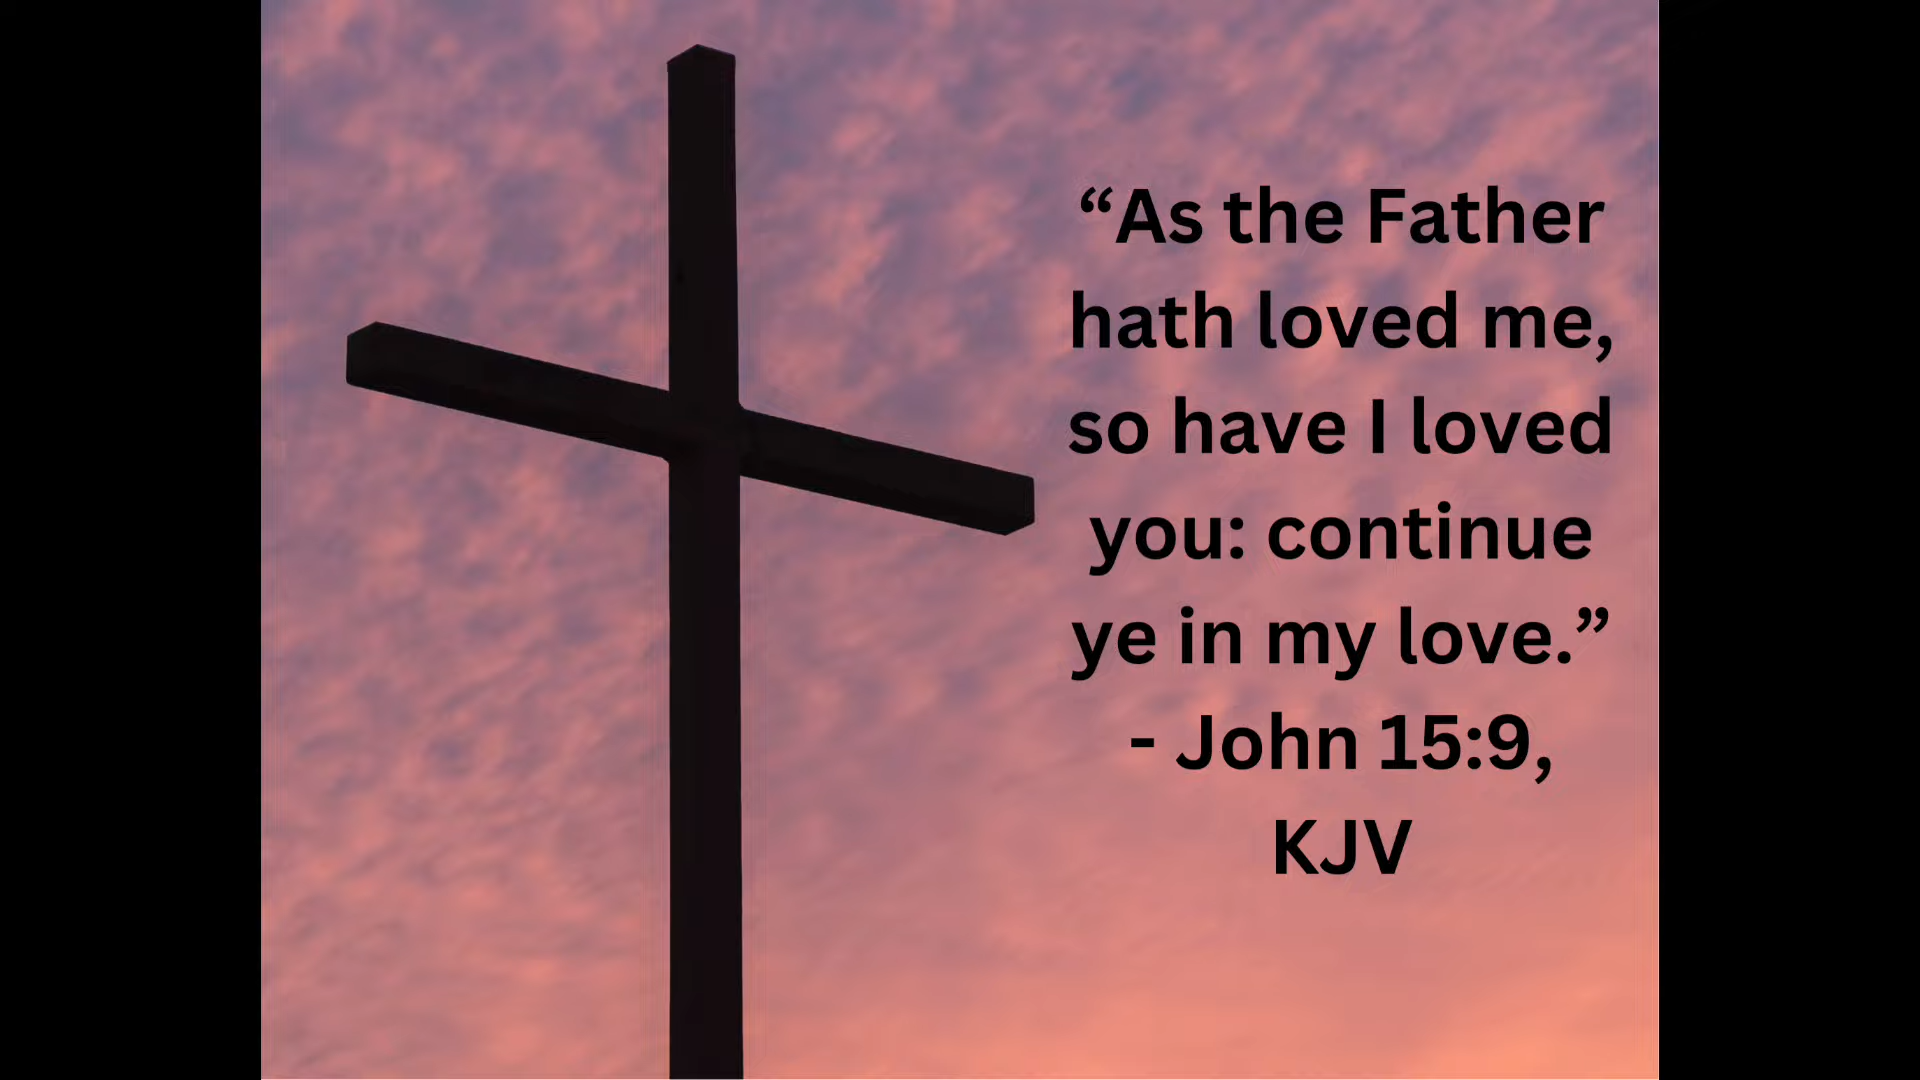 “As the Father
hath loved me,
so have I loved
you: continue
ye in my love.”
- John 15:9,
KJV